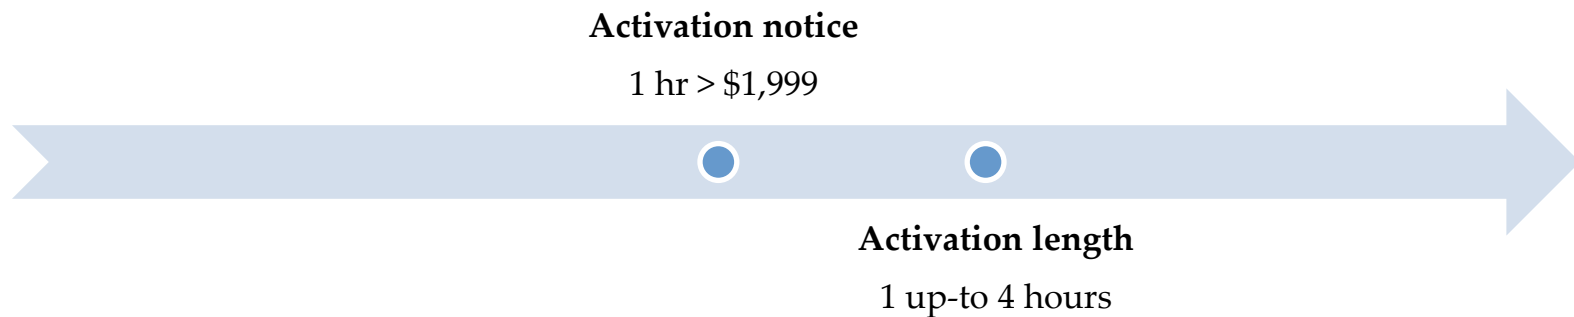 Activation notice
1 hr > $1,999
Activation length
1 up-to 4 hours